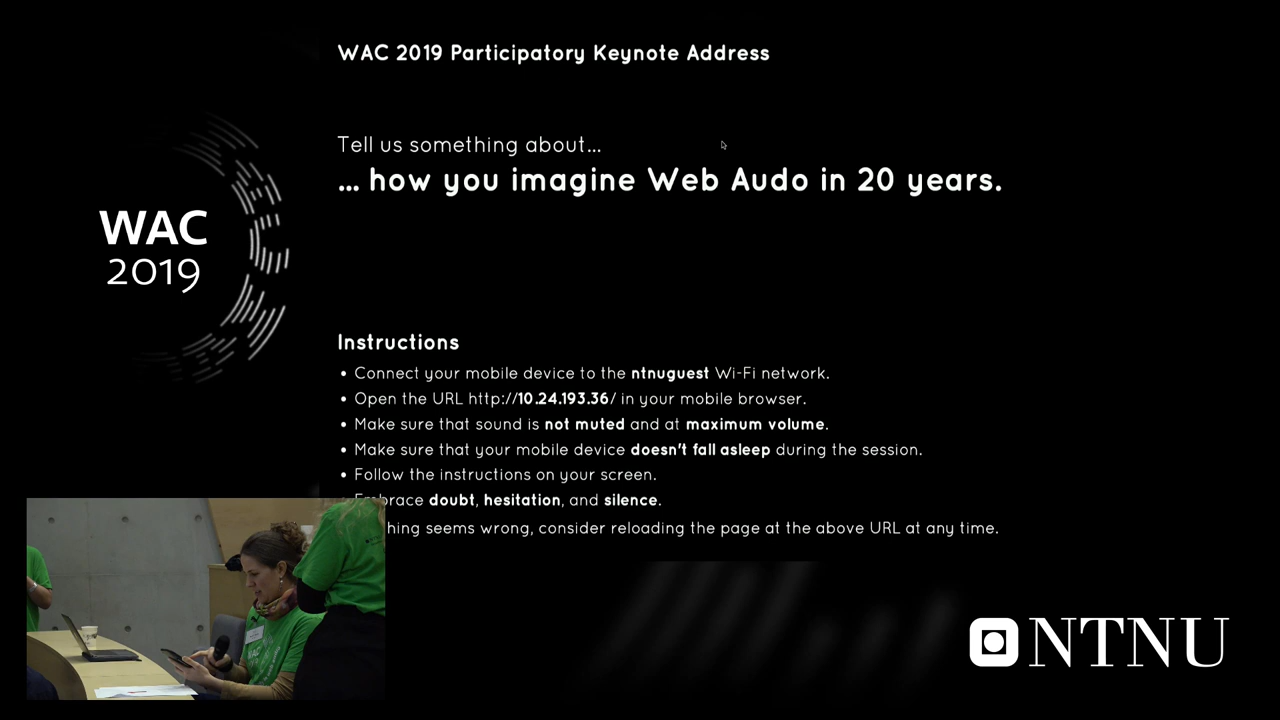 WAC 2019 Participatory Keynote Address
Tell us something about...
... how you imagine Web Audo in 20 years.
WAC
2019
Instructions
• Connect your mobile device to the ntnuguest Wi-Fi network.
• Open the URL http://10.24.193.36/ in your mobile browser.
• Make sure that sound is not muted and at maximum volume.
• Make sure that your mobile device doesn't fall asleep during the session.
• Follow the instructions on your screen.
Embrace doubt, hesitation, and silence.
hing seems wrong, consider reloading the page at the above URL at any time.
NTNU